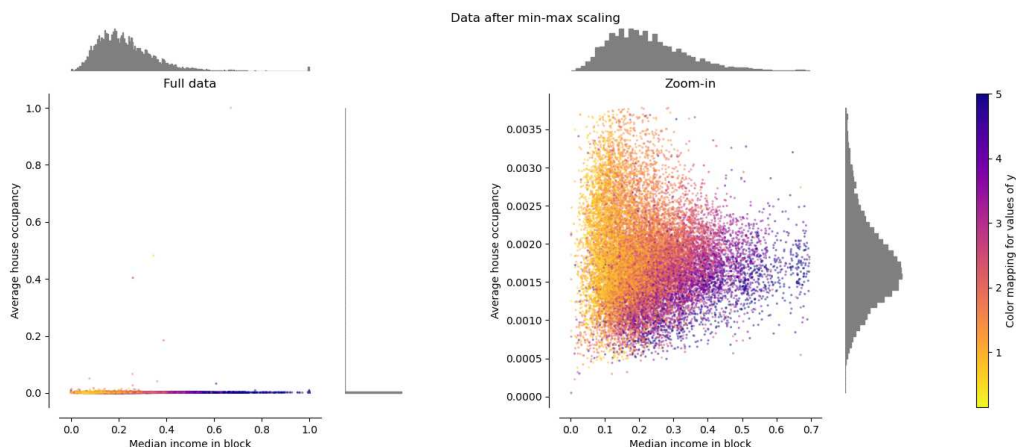 Data after min-max scaling
Full data
Zoom-in
1.0
0.8
0.6
0.4
0.2
0.0
Average house occupancy
0.0 0.2 0.4 0.6 0.8 1.0
Median income in block
0.0035
0.0030
0.0025
0.0020
0.0015
0.0010
0.0005
0.0000
Average house occupancy
0.0 0.1 0.2 0.3 0.4 0.5 0.6 0.7
Median income in block
5
4
3
2
1
Color mapping for values of y